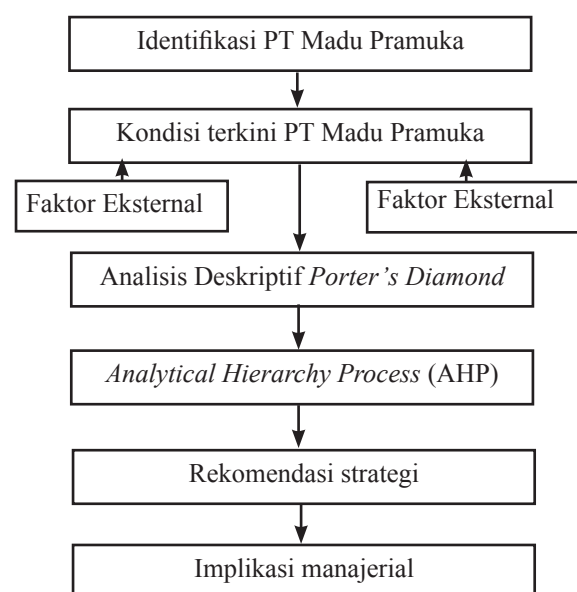 Identifikasi PT Madu Pramuka
Kondisi terkini PT Madu Pramuka
Faktor Eksternal
Faktor Eksternal
Analisis Deskriptif Porter's Diamond
Analytical Hierarchy Process (AHP)
Rekomendasi strategi
Implikasi manajerial